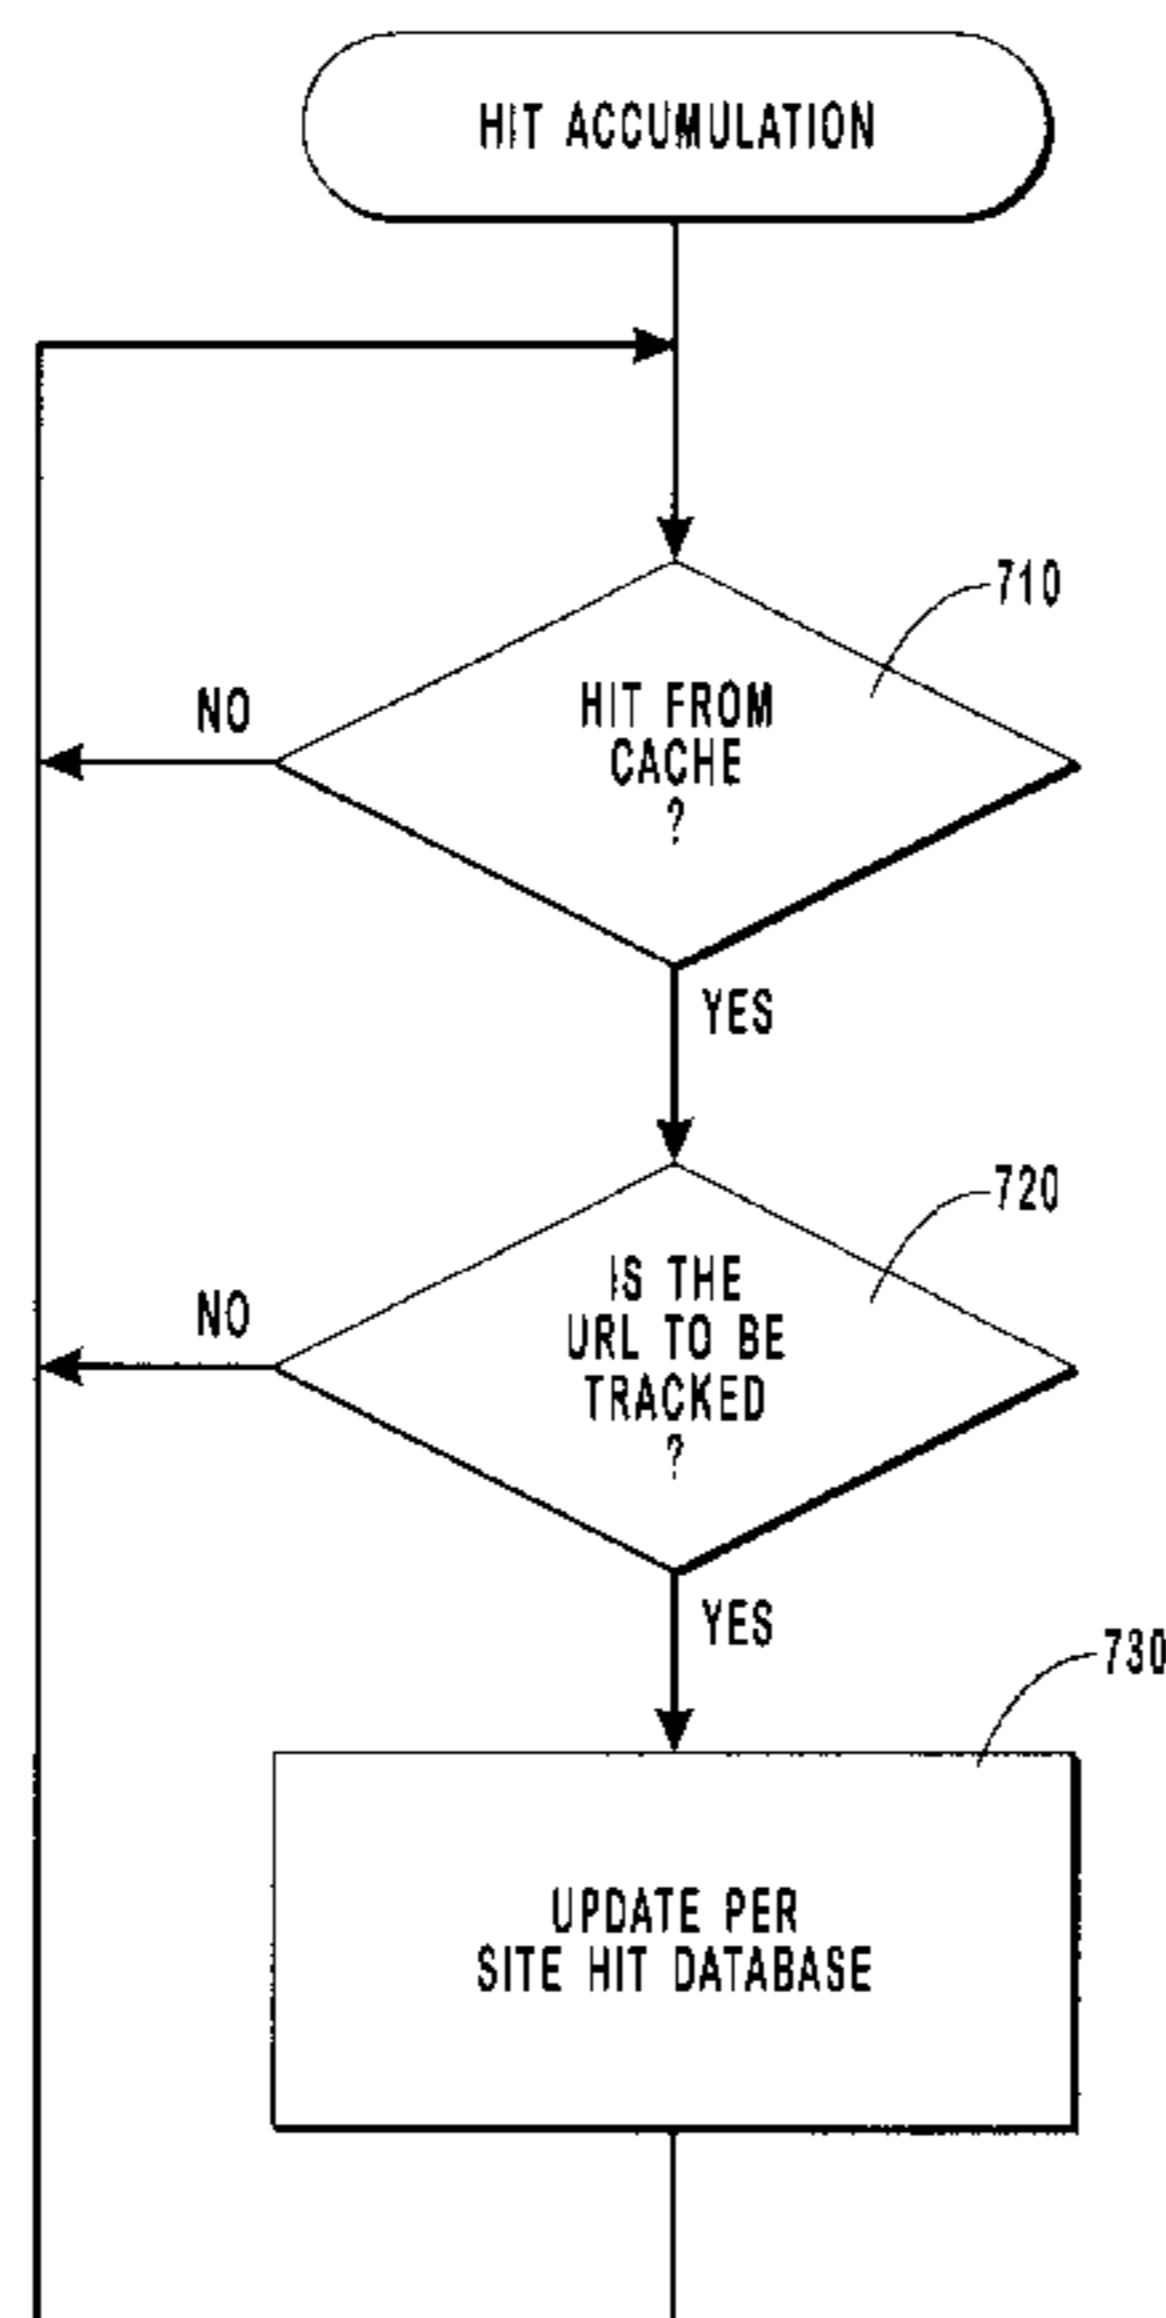 HIT ACCUMULATION
710
NO
HIT FROM
CACHE
?
YES
720
NO
IS THE
URL TO BE
TRACKED
?
YES
730
UPDATE PER
SITE HIT DATABASE